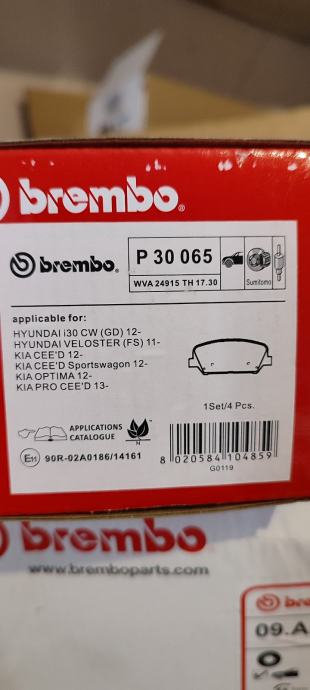 brembo.
brembo.
P 30 065
WVA 24915 TH 17.30
Sumitomo
applicable for:
HYUNDAI i30 CW (GD) 12-
HYUNDAI VELOSTER (FS) 11-
KIA CEE'D 12-
KIA CEE'D Sportswagon 12-
KIA OPTIMA 12-
KIA PRO CEE'D 13-
1Set/4 Pcs.
APPLICATIONS
CATALOGUE
N
E11 90R-02A0186/14161
8 020584 104859
G0119
brembo
www.bremboparts.com
09.A